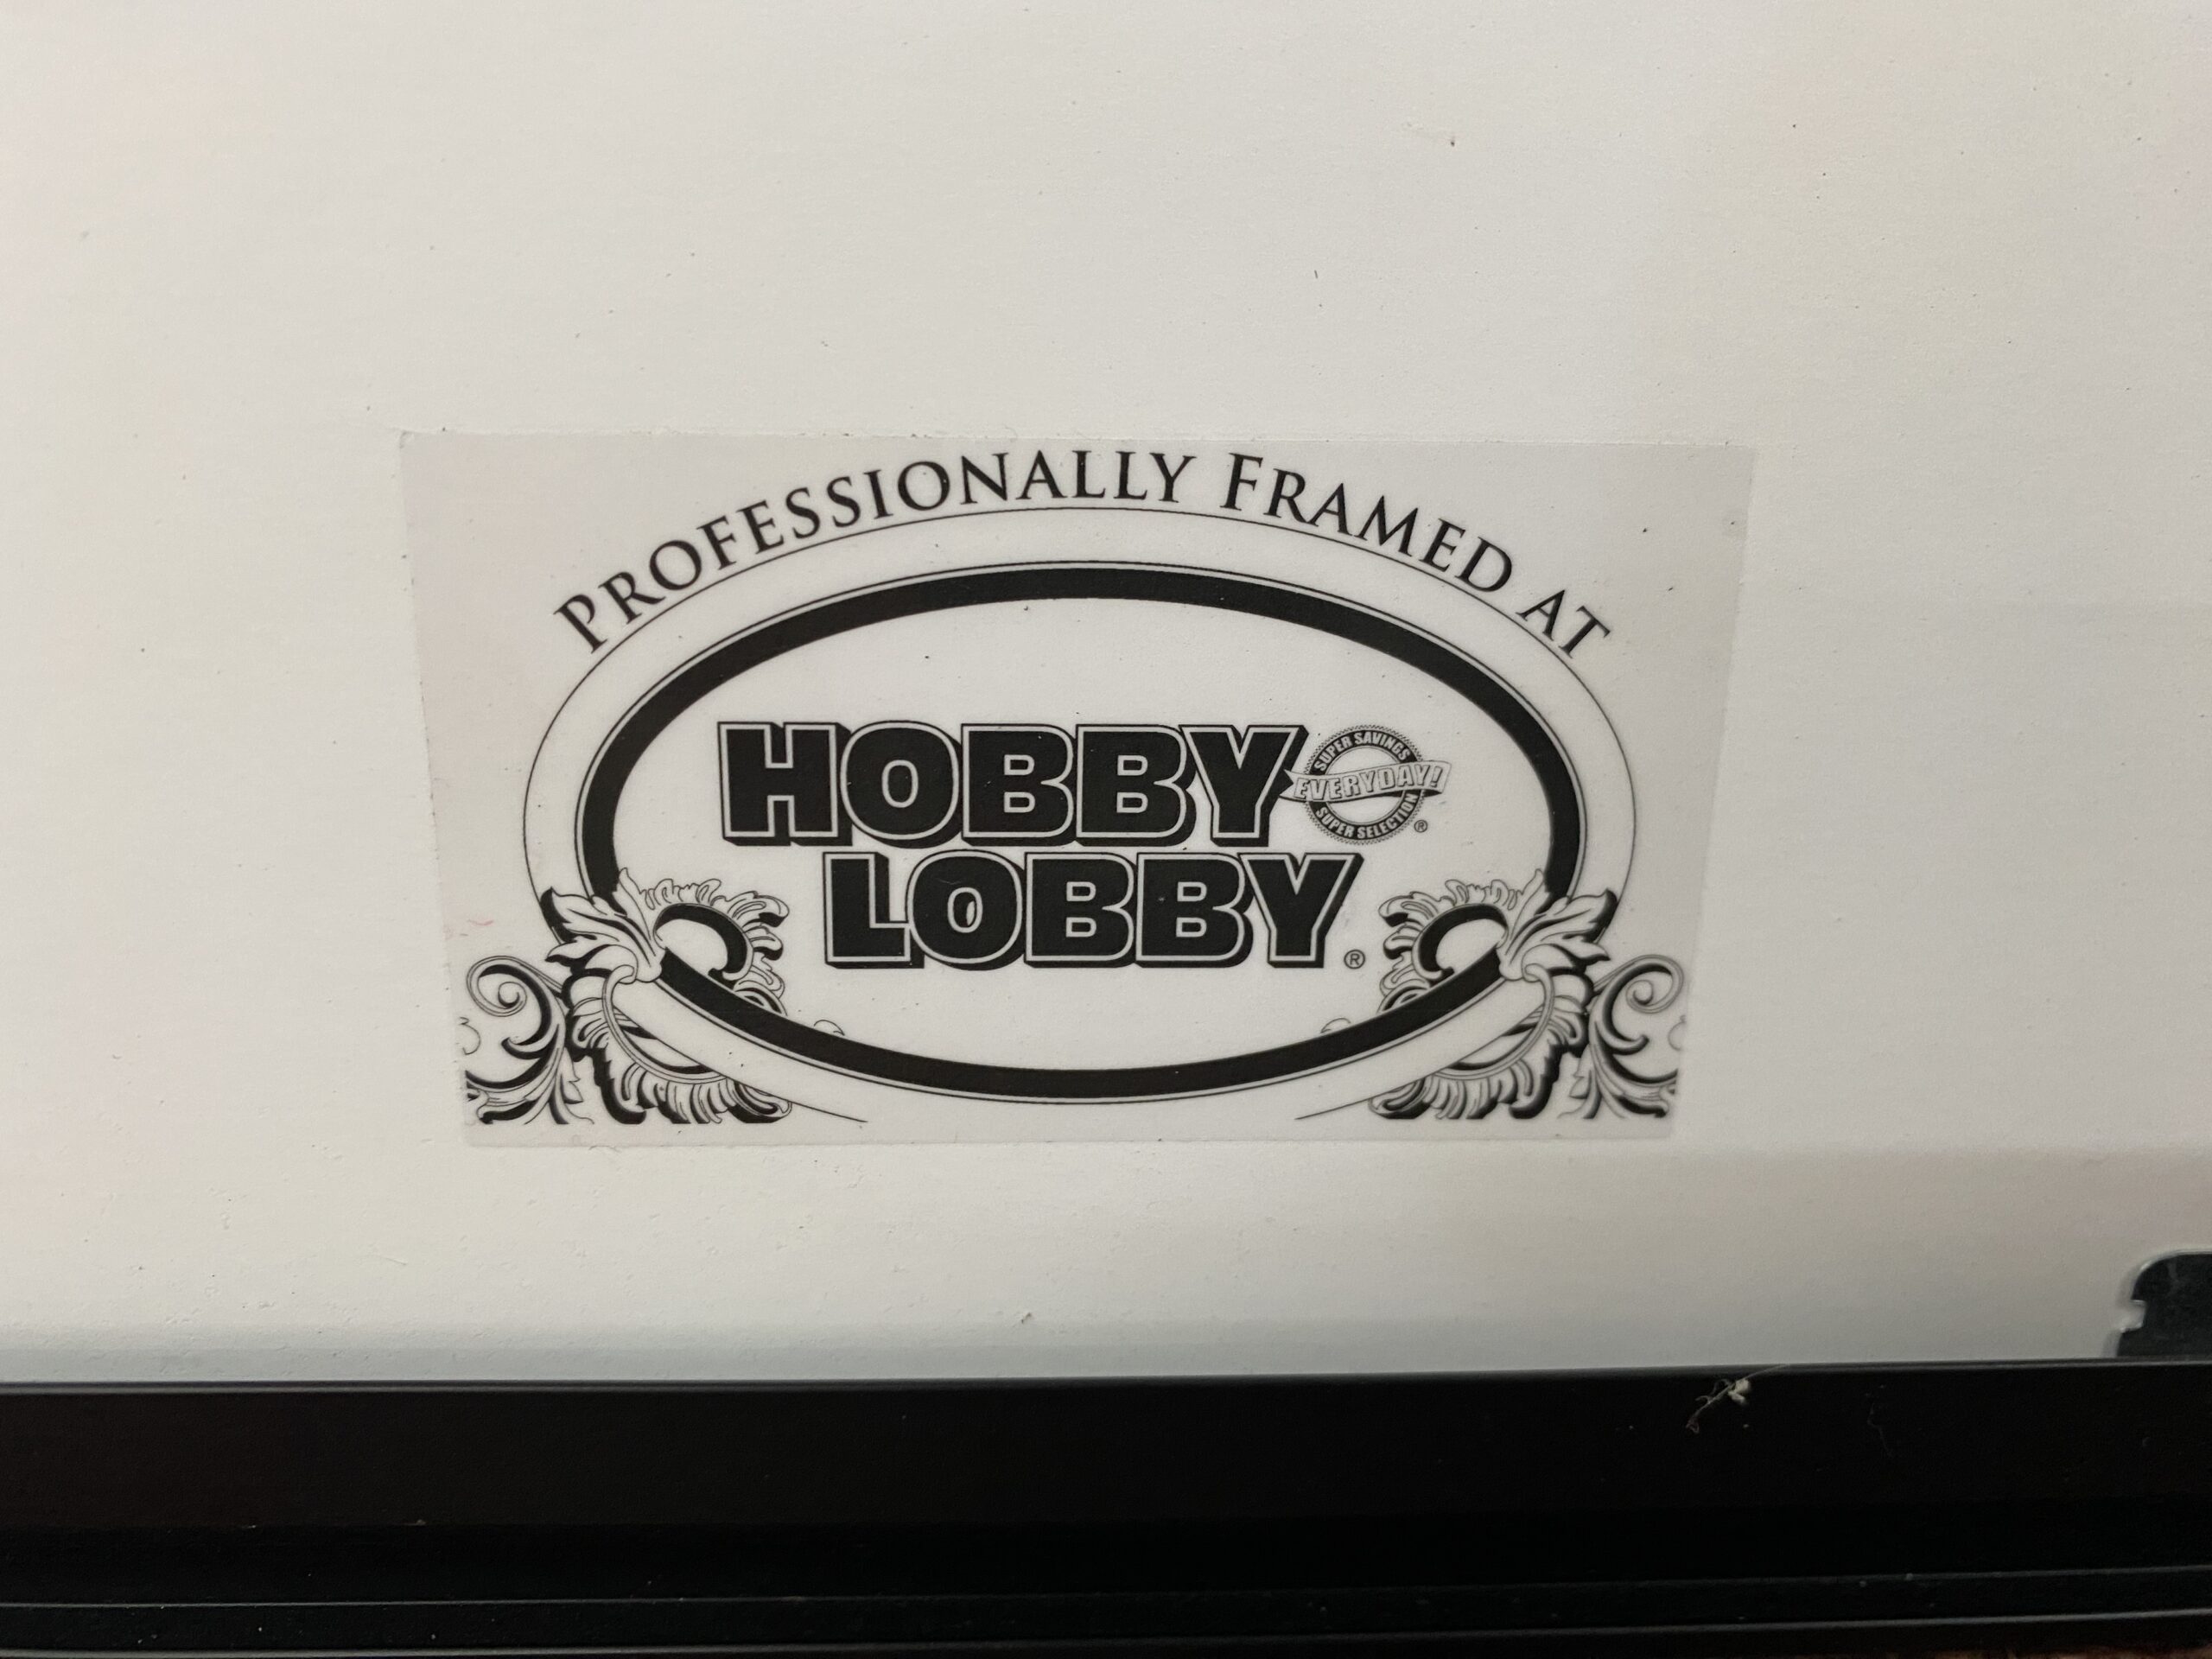 PROFESSIONALLY FRAMED AT
HOBBY
LOBBY®
SUPER SAVINGS
EVERYDAY!
SUPER SELECTION
®